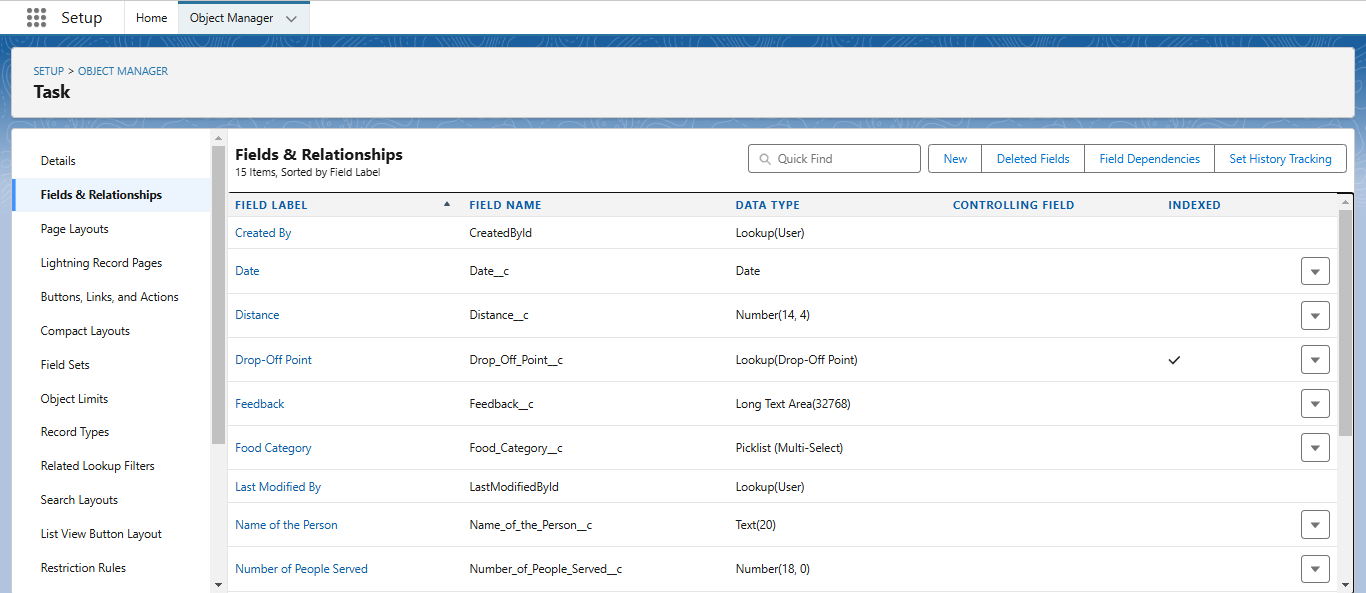 Setup Home Object Manager
SETUP > OBJECT MANAGER
Task
Details
Fields & Relationships
Page Layouts
Lightning Record Pages
Buttons, Links, and Actions
Compact Layouts
Field Sets
Object Limits
Record Types
Related Lookup Filters
Search Layouts
List View Button Layout
Restriction Rules
Fields & Relationships
15 Items, Sorted by Field Label
Quick Find New Deleted Fields Field Dependencies Set History Tracking
FIELD LABEL FIELD NAME DATA TYPE CONTROLLING FIELD INDEXED
Created By CreatedById Lookup(User)
Date Date__c Date
Distance Distance__c Number(14, 4)
Drop-Off Point Drop_Off_Point__c Lookup(Drop-Off Point)
Feedback Feedback__c Long Text Area(32768)
Food Category Food_Category__c Picklist (Multi-Select)
Last Modified By LastModifiedById Lookup(User)
Name of the Person Name_of_the_Person__c Text(20)
Number of People Served Number_of_People_Served__c Number(18, 0)